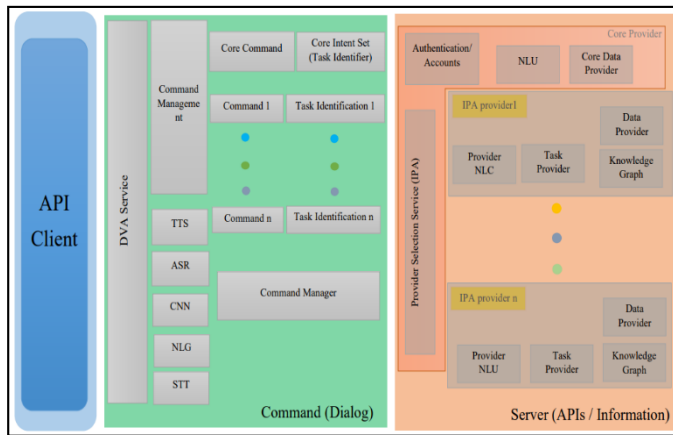 API
Client
DVA Service
Command
Manageme
nt
TTS
ASR
CNN
NLG
STT
Core Command
Core Intent Set
(Task Identifier)
Command 1
Task Identification 1
Command n
Task Identification n
Command Manager
Command (Dialog)
Core Provider
Authentication/
Accounts
NLU
Core Data
Provider
Provider Selection Service (IPA)
IPA provider1
Data
Provider
Provider
NLC
Task
Provider
Knowledge
Graph
IPA provider n
Data
Provider
Provider
NLU
Task
Provider
Knowledge
Graph
Server (APIs / Information)